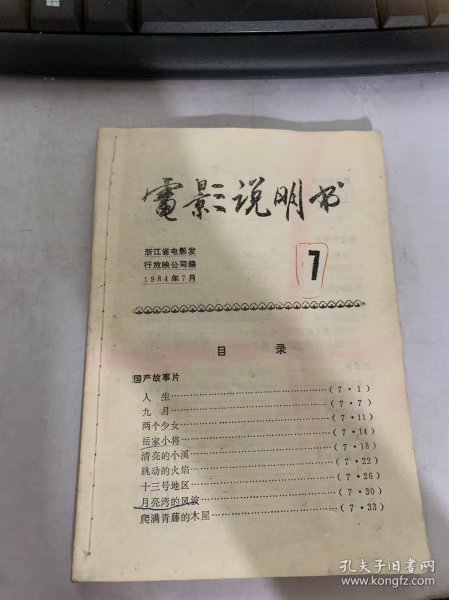 電影说明书
浙江省电影发
行放映公司编
1984年7月
7
目 录
国产故事片
人 生……(7·1)
九 月……(7·7)
两个少女……(7·11)
岳家小将……(7·14)
清亮的小溪……(7·18)
跳动的火焰……(7·22)
十三号地区……(7·26)
月亮湾的风波……(7·30)
爬满青藤的木屋……(7·33)
孔夫子旧书网
www.kongfz.com